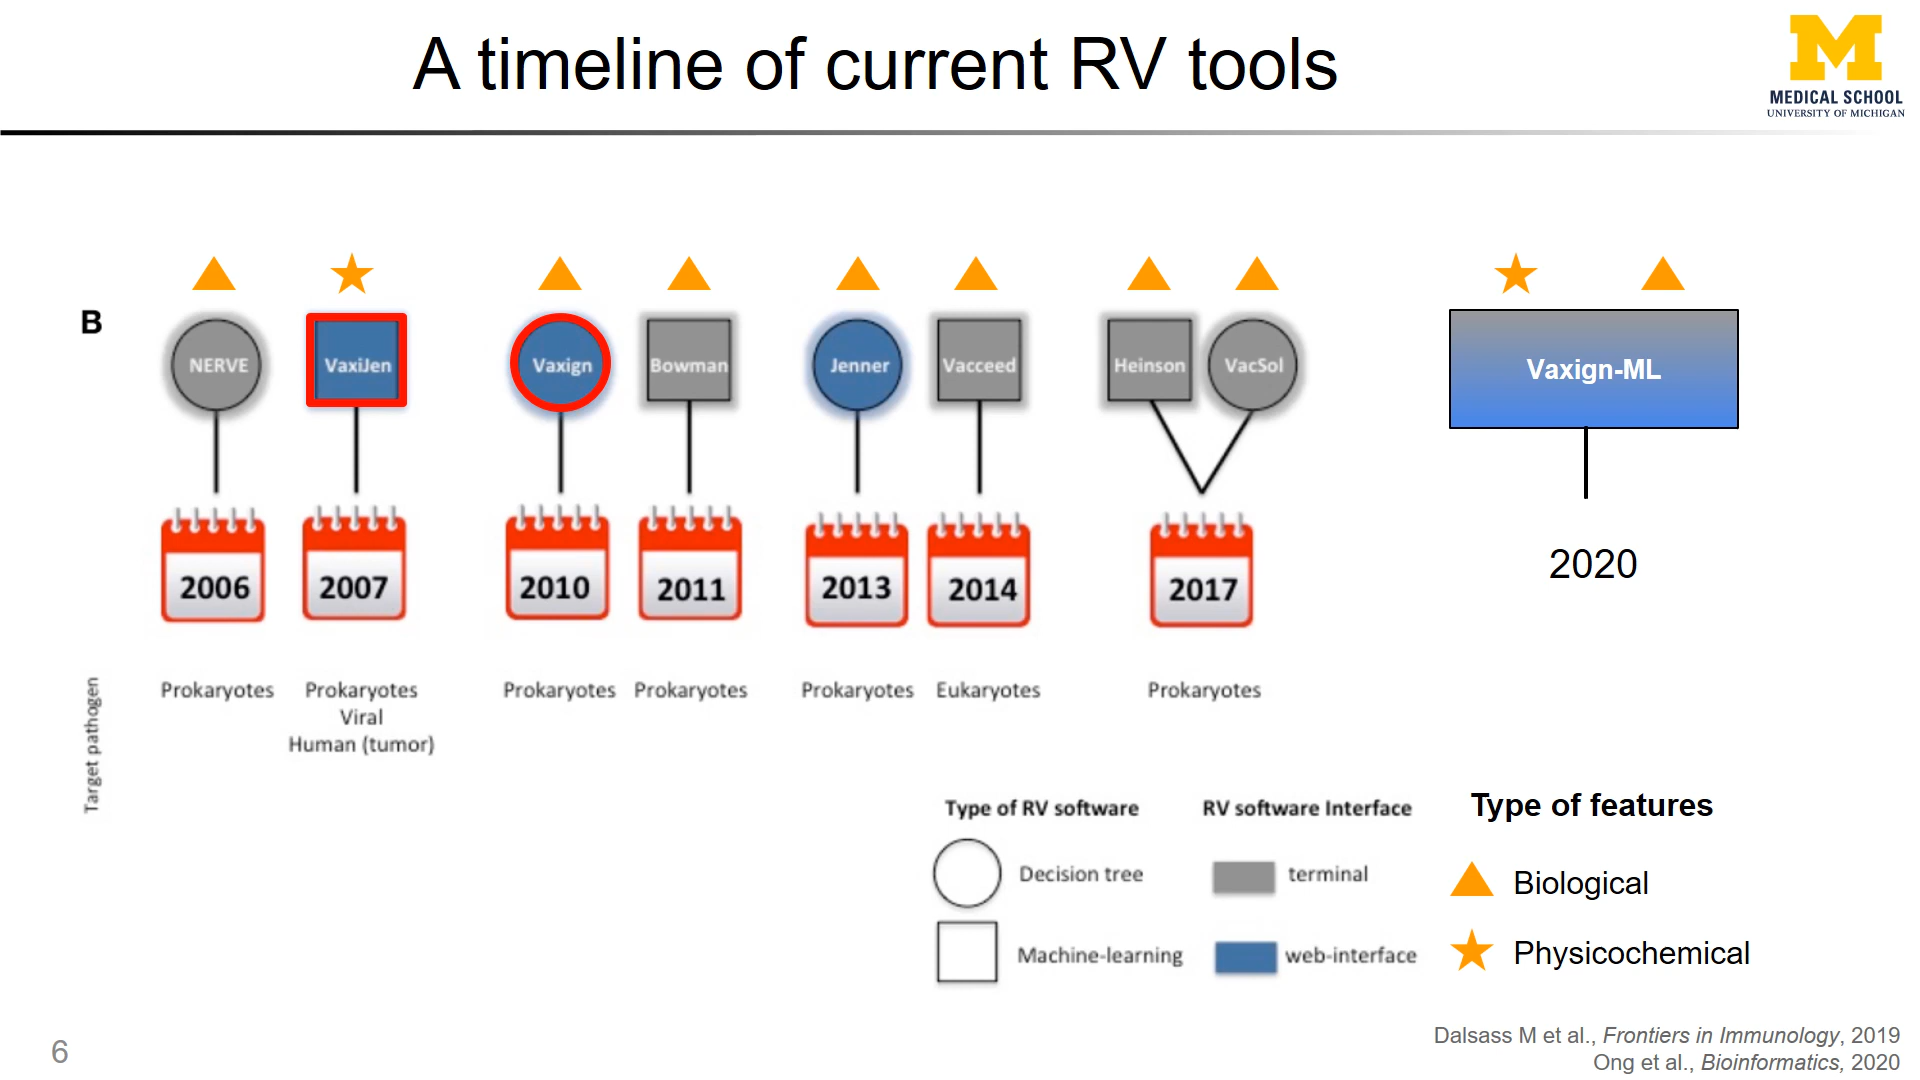 A timeline of current RV tools
M
MEDICAL SCHOOL
UNIVERSITY OF MICHIGAN
B
NERVE
VaxiJen
Vaxign
Bowman
Jenner
Vacceed
Heinson
VacSol
Vaxign-ML
2006
2007
2010
2011
2013
2014
2017
2020
Target pathogen
Prokaryotes
Prokaryotes
Viral
Human (tumor)
Prokaryotes
Prokaryotes
Prokaryotes
Eukaryotes
Prokaryotes
Type of RV software
Decision tree
Machine-learning
RV software Interface
terminal
web-interface
Type of features
Biological
Physicochemical
6
Dalsass M et al., Frontiers in Immunology, 2019
Ong et al., Bioinformatics, 2020